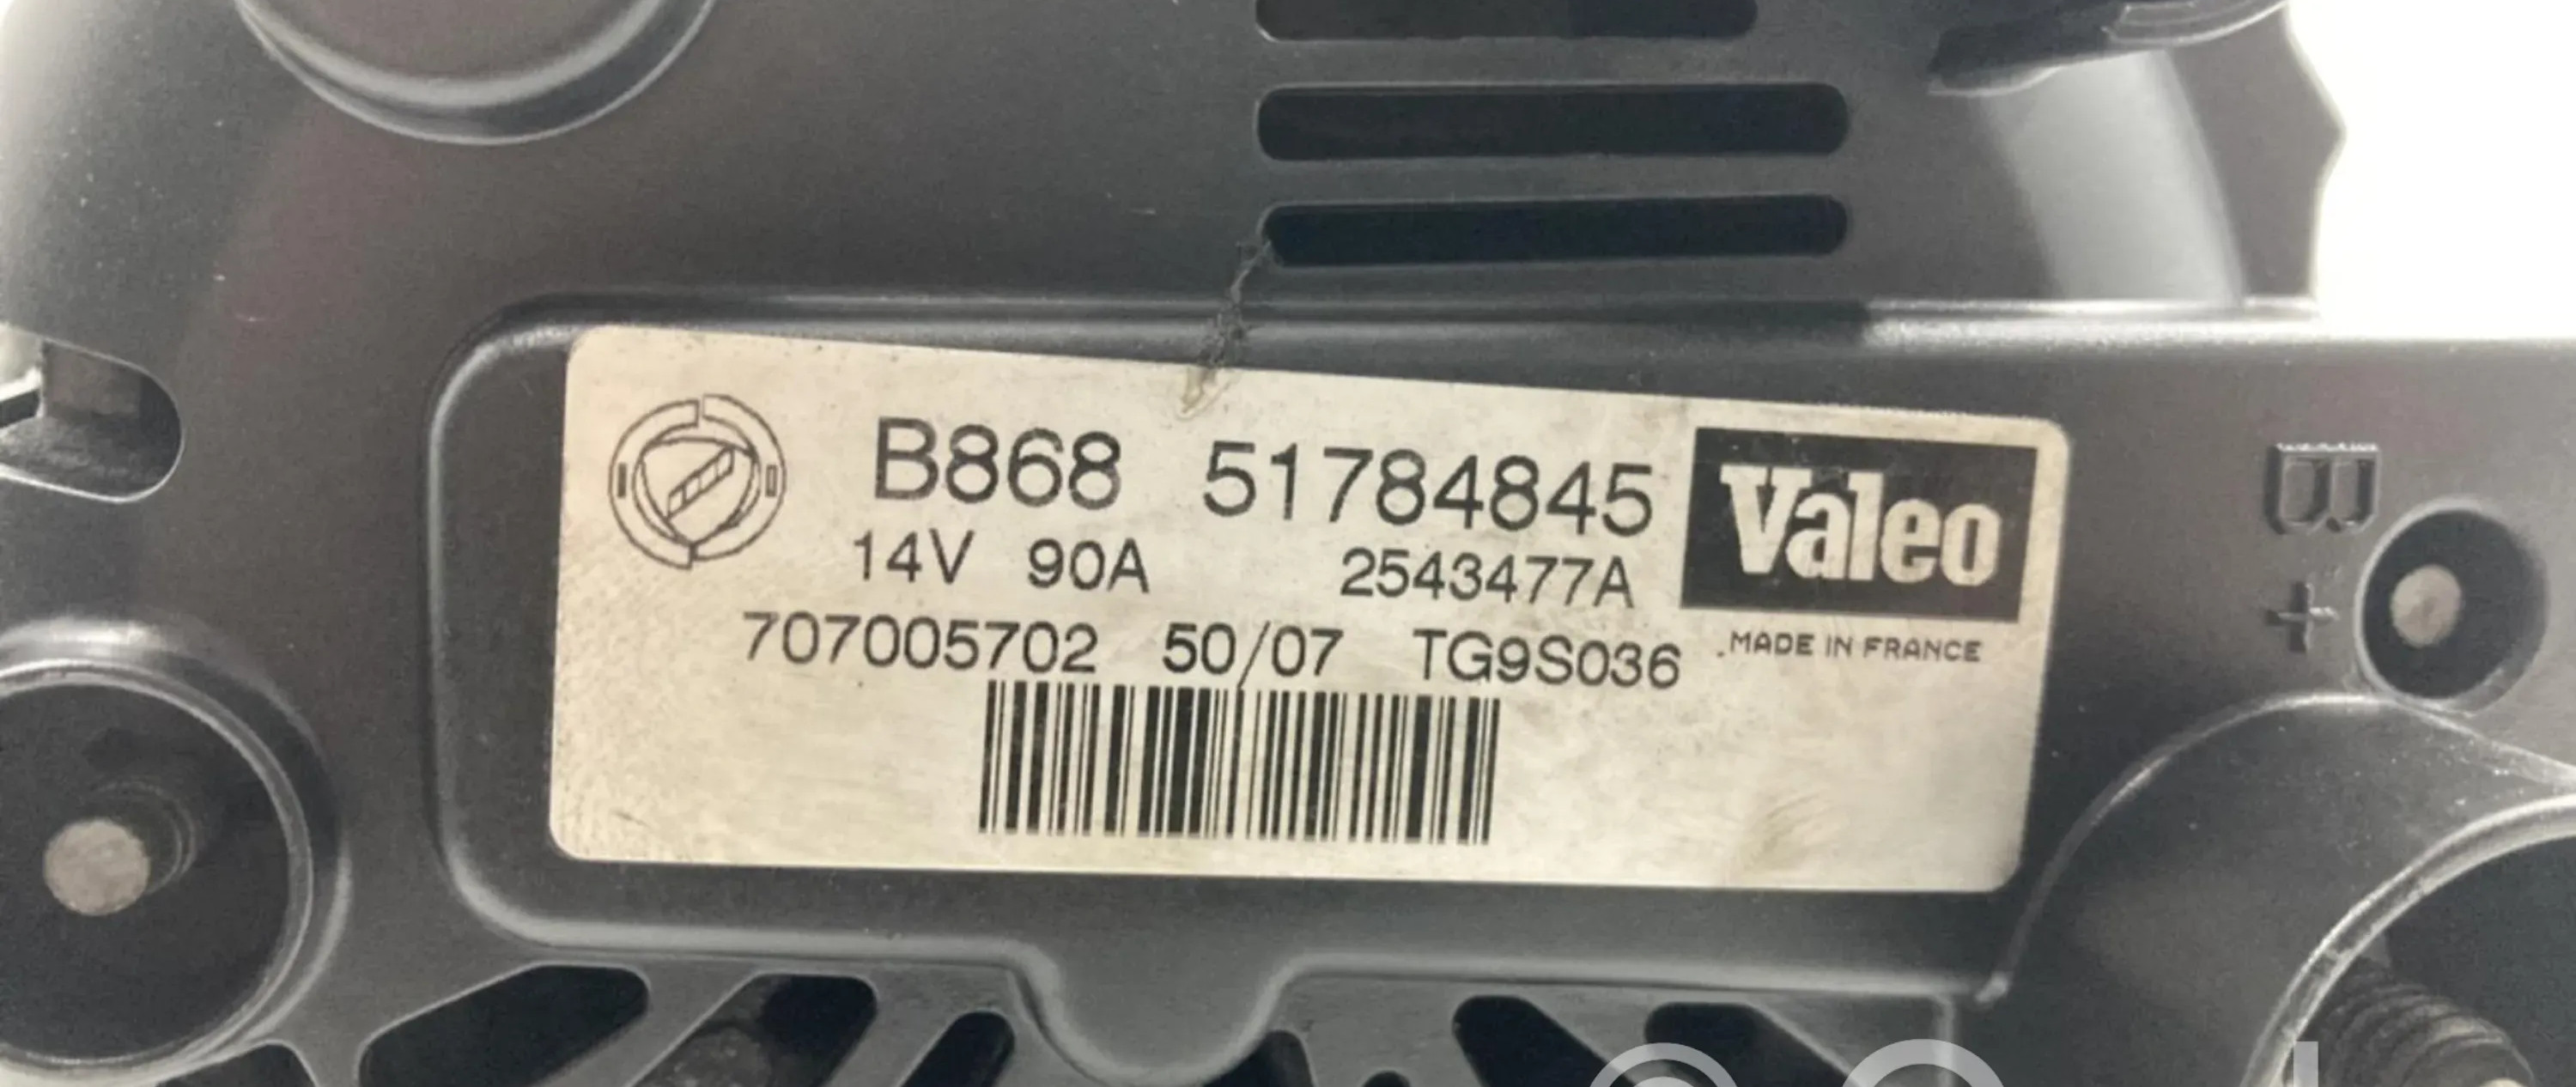 B868 51784845
Valeo
14V 90A 2543477A
707005702 50/07 TG9S036
.MADE IN FRANCE
B+